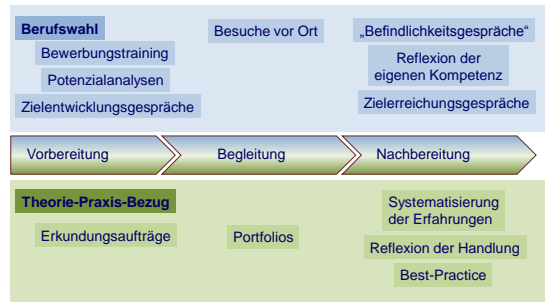 Berufswahl
Bewerbungstraining
Potenzialanalysen
Zielentwicklungsgespräche
Besuche vor Ort
„Befindlichkeitsgespräche“
Reflexion der
eigenen Kompetenz
Zielerreichungsgespräche
Vorbereitung
Begleitung
Nachbereitung
Theorie-Praxis-Bezug
Erkundungsaufträge
Portfolios
Systematisierung
der Erfahrungen
Reflexion der Handlung
Best-Practice